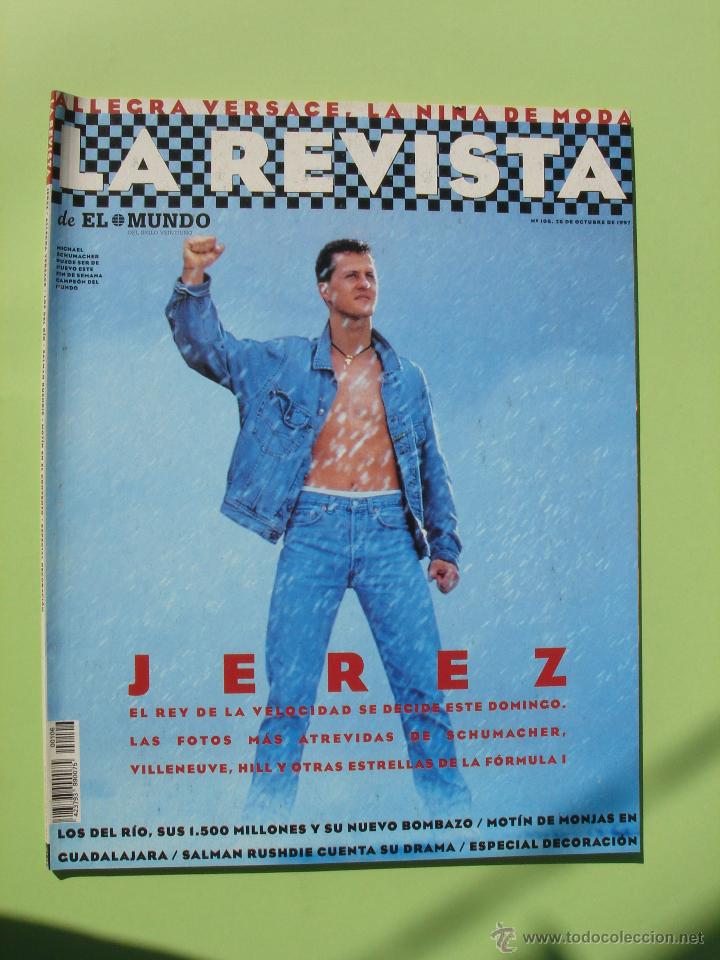 ALLEGRA VERSACE, LA NIÑA DE MODA
LA REVISTA
de EL MUNDO
DEL SIGLO VEINTIUNO
Nº 106. 26 DE OCTUBRE DE 1997
MICHAEL
SCHUMACHER
PUEDE SER DE
NUEVO ESTE
FIN DE SEMANA
CAMPEÓN DEL
MUNDO
JEREZ
EL REY DE LA VELOCIDAD SE DECIDE ESTE DOMINGO.
LAS FOTOS MÁS ATREVIDAS DE SCHUMACHER,
VILLENEUVE, HILL Y OTRAS ESTRELLAS DE LA FÓRMULA 1
00106
LOS DEL RÍO, SUS 1.500 MILLONES Y SU NUEVO BOMBAZO / MOTÍN DE MONJAS EN
GUADALAJARA / SALMAN RUSHDIE CUENTA SU DRAMA / ESPECIAL DECORACIÓN
© www.todocoleccion.net